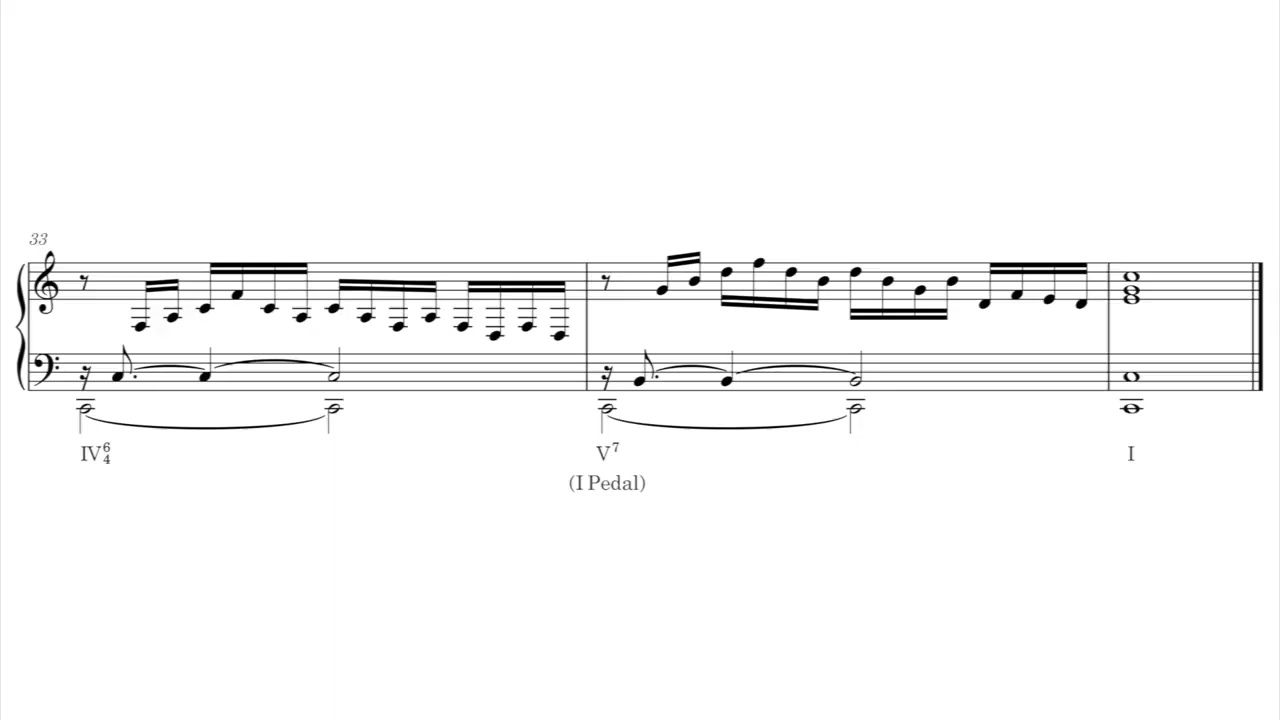 33
IV⁶₄ V⁷ I
(I Pedal)